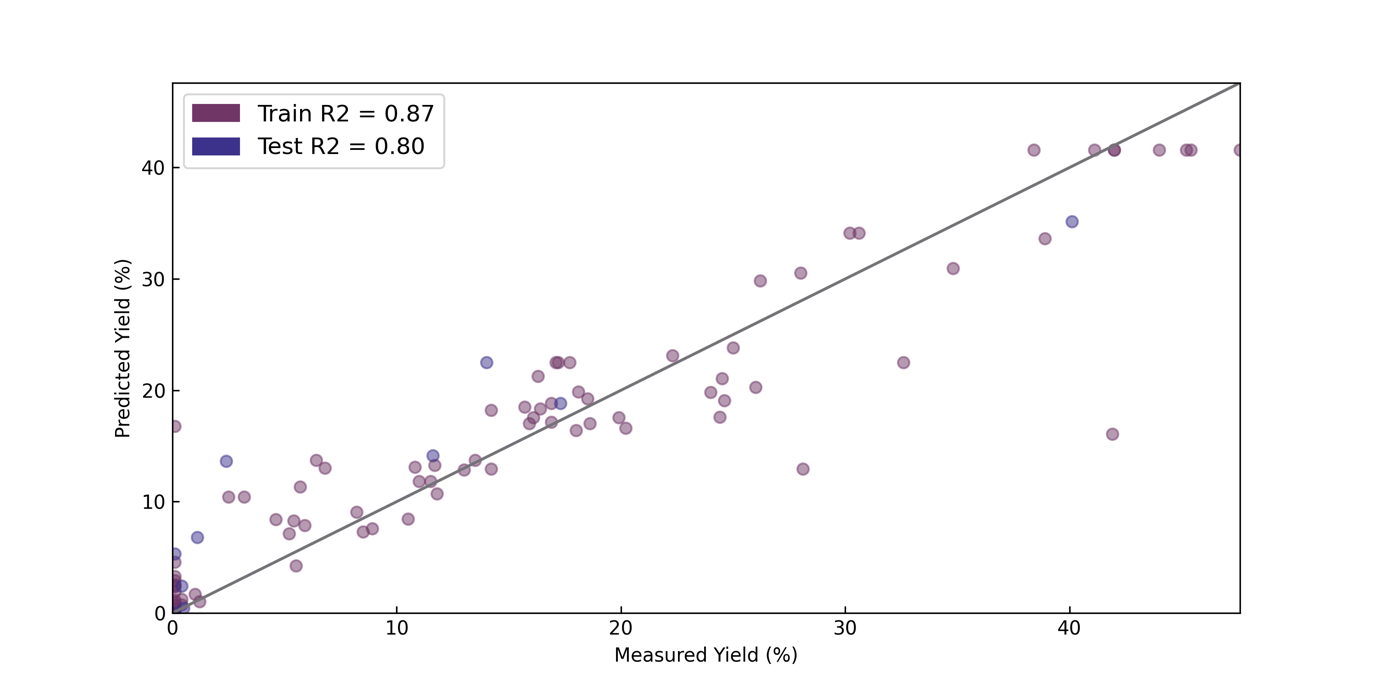 Train R2 = 0.87
Test R2 = 0.80
Predicted Yield (%)
40
30
20
10
0
0 10 20 30 40
Measured Yield (%)